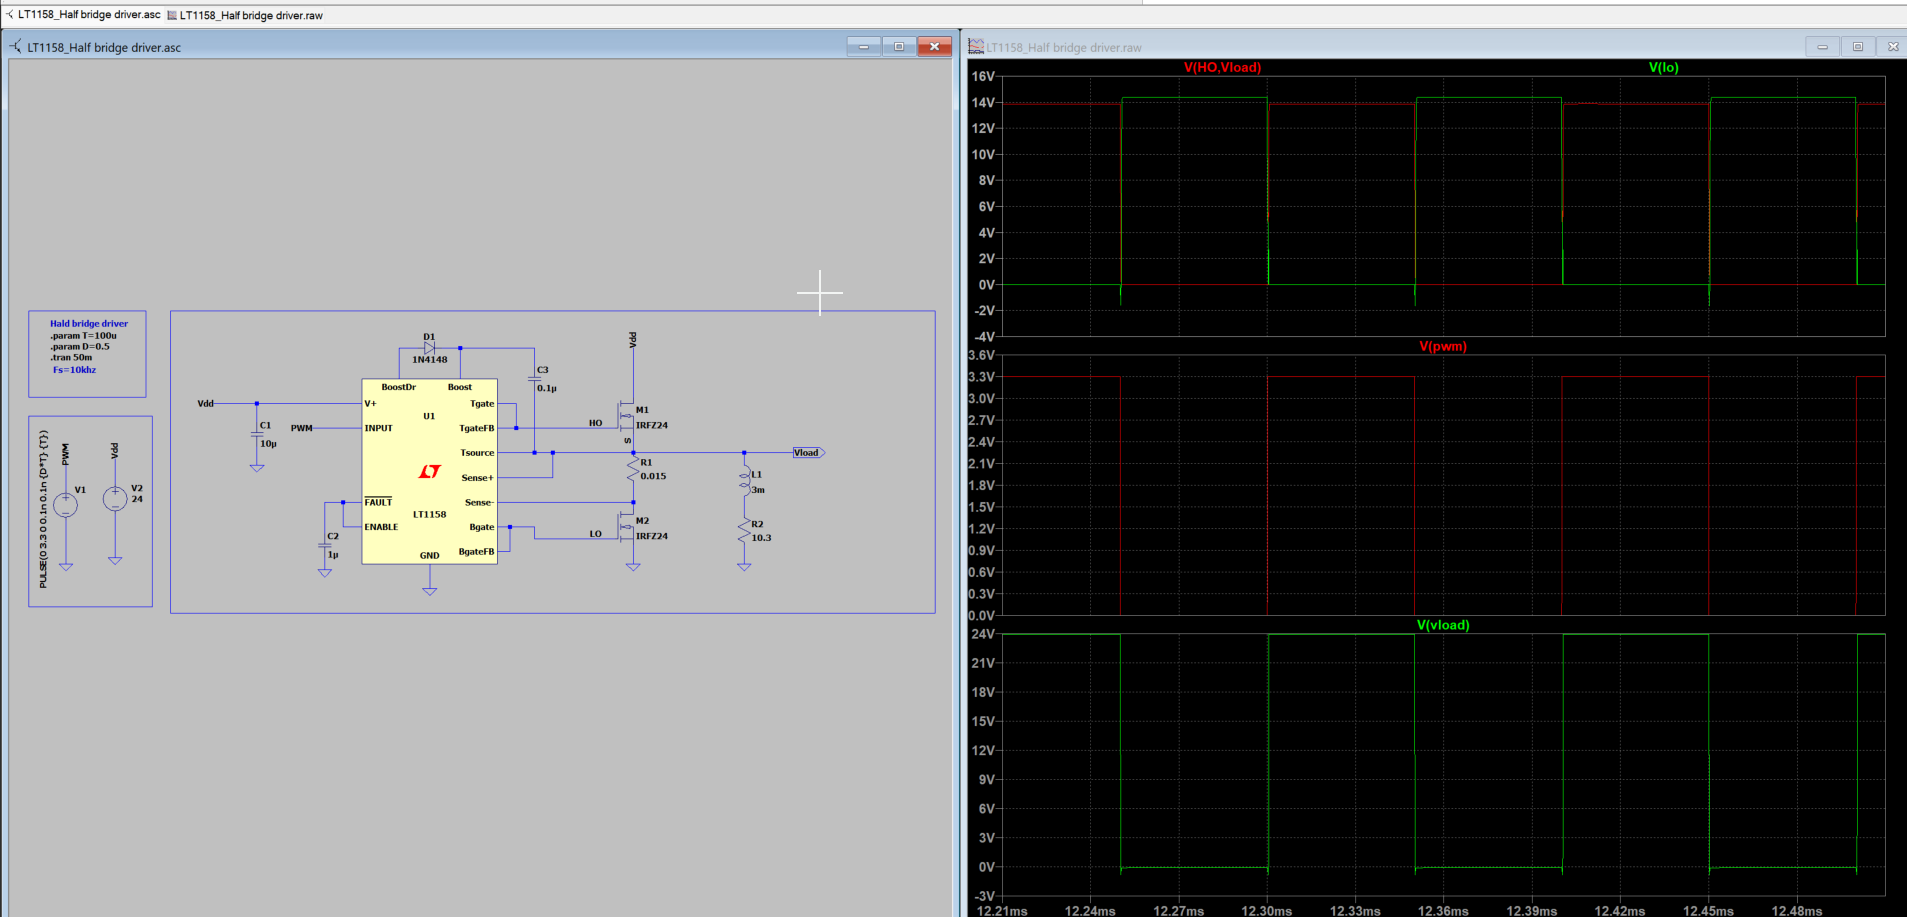 LT1158_Half bridge driver.asc LT1158_Half bridge driver.raw
LT1158_Half bridge driver.asc
Hald bridge driver
.param T=100u
.param D=0.5
.tran 50m
Fs=10khz
PULSE(0 3.3 0 0.1n 0.1n {D*T} {T})
PWM
V1
Vdd
V2
24
Vdd
C1
10µ
PWM
D1
1N4148
BoostDr Boost
V+
U1
Tgate
INPUT
TgateFB
Tsource
Sense+
FAULT
Sense-
LT1158
ENABLE
Bgate
BgateFB
GND
C2
1µ
C3
0.1µ
Vdd
HO
M1
IRFZ24
S
R1
0.015
Vload
L1
3m
LO
M2
IRFZ24
R2
10.3
LT1158_Half bridge driver.raw
V(HO,Vload) V(lo)
16V
14V
12V
10V
8V
6V
4V
2V
0V
-2V
-4V
V(pwm)
3.6V
3.3V
3.0V
2.7V
2.4V
2.1V
1.8V
1.5V
1.2V
0.9V
0.6V
0.3V
0.0V
V(vload)
24V
21V
18V
15V
12V
9V
6V
3V
0V
-3V
12.21ms 12.24ms 12.27ms 12.30ms 12.33ms 12.36ms 12.39ms 12.42ms 12.45ms 12.48ms